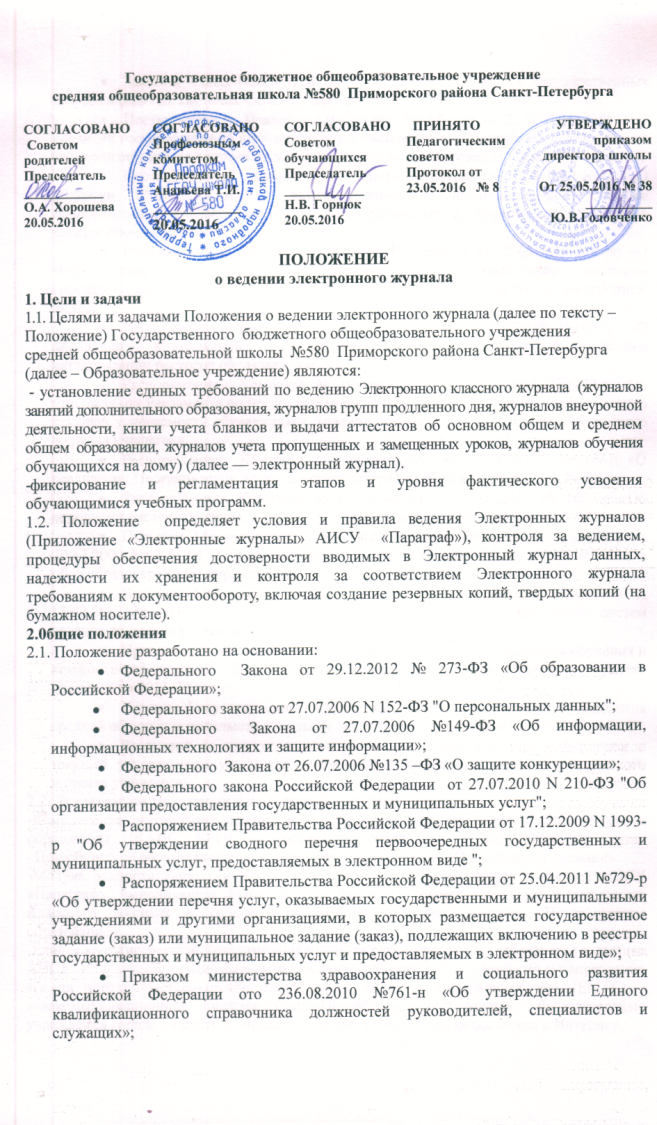 Государственное бюджетное общеобразовательное учреждение
средняя общеобразовательная школа №580 Приморского района Санкт-Петербурга
СОГЛАСОВАНО
Советом
родителей
Председатель
О.А. Хорошева
20.05.2016
СОГЛАСОВАНО
Профсоюзным
комитетом
Председатель
Ананьева Т.И.
20.05.2016
СОГЛАСОВАНО
Советом
обучающихся
Председатель
Н.В. Горнюк
20.05.2016
ПРИНЯТО
Педагогическим
советом
Протокол от
23.05.2016 № 8
УТВЕРЖДЕНО
приказом
директора школы
От 25.05.2016 № 38
Ю.В.Головченко
Профком
ГБОУ школа
№ 580
ПОЛОЖЕНИЕ
о ведении электронного журнала
1. Цели и задачи
1.1. Целями и задачами Положения о ведении электронного журнала (далее по тексту –
Положение) Государственного бюджетного общеобразовательного учреждения
средней общеобразовательной школы №580 Приморского района Санкт-Петербурга
(далее – Образовательное учреждение) являются:
- установление единых требований по ведению Электронного классного журнала (журналов
занятий дополнительного образования, журналов групп продленного дня, журналов внеурочной
деятельности, книги учета бланков и выдачи аттестатов об основном общем и среднем
общем образовании, журналов учета пропущенных и замещенных уроков, журналов обучения
обучающихся на дому) (далее — электронный журнал).
-фиксирование и регламентация этапов и уровня фактического усвоения
обучающимися учебных программ.
1.2. Положение определяет условия и правила ведения Электронных журналов
(Приложение «Электронные журналы» АИСУ «Параграф»), контроля за ведением,
процедуры обеспечения достоверности вводимых в Электронный журнал данных,
надежности их хранения и контроля за соответствием Электронного журнала
требованиям к документообороту, включая создание резервных копий, твердых копий (на
бумажном носителе).
2.Общие положения
2.1. Положение разработано на основании:
• Федерального Закона от 29.12.2012 № 273-ФЗ «Об образовании в
Российской Федерации»;
• Федерального закона от 27.07.2006 N 152-ФЗ "О персональных данных";
• Федерального Закона от 27.07.2006 №149-ФЗ «Об информации,
информационных технологиях и защите информации»;
• Федерального Закона от 26.07.2006 №135 –ФЗ «О защите конкуренции»;
• Федерального закона Российской Федерации от 27.07.2010 N 210-ФЗ "Об
организации предоставления государственных и муниципальных услуг";
• Распоряжением Правительства Российской Федерации от 17.12.2009 N 1993-
р "Об утверждении сводного перечня первоочередных государственных и
муниципальных услуг, предоставляемых в электронном виде ";
• Распоряжением Правительства Российской Федерации от 25.04.2011 №729-р
«Об утверждении перечня услуг, оказываемых государственными и муниципальными
учреждениями и другими организациями, в которых размещается государственное
задание (заказ) или муниципальное задание (заказ), подлежащих включению в реестры
государственных и муниципальных услуг и предоставляемых в электронном виде»;
• Приказом министерства здравоохранения и социального развития
Российской Федерации ото 236.08.2010 №761-н «Об утверждении Единого
квалификационного справочника должностей руководителей, специалистов и
служащих»;